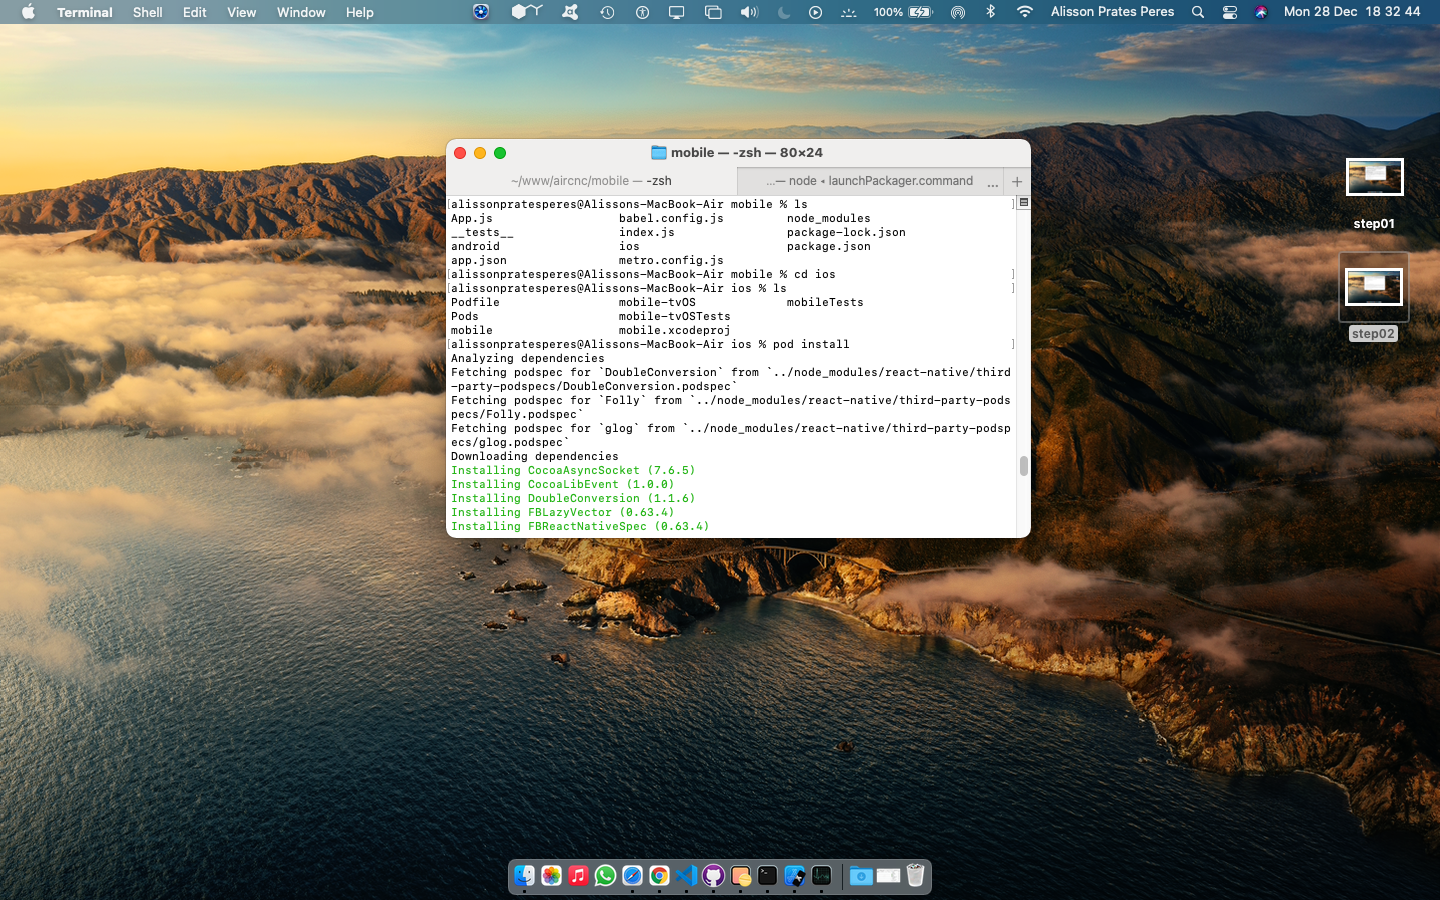 Terminal Shell Edit View Window Help 100% Alisson Prates Peres Mon 28 Dec 18 32 44
mobile — -zsh — 80×24
~/www/aircnc/mobile — -zsh
...— node ◂ launchPackager.command ...
[alissonpratesperes@Alissons-MacBook-Air mobile % ls ]
App.js babel.config.js node_modules
__tests__ index.js package-lock.json
android ios package.json
app.json metro.config.js
[alissonpratesperes@Alissons-MacBook-Air mobile % cd ios ]
[alissonpratesperes@Alissons-MacBook-Air ios % ls ]
Podfile mobile-tvOS mobileTests
Pods mobile-tvOSTests
mobile mobile.xcodeproj
[alissonpratesperes@Alissons-MacBook-Air ios % pod install ]
Analyzing dependencies
Fetching podspec for `DoubleConversion` from `../node_modules/react-native/third
-party-podspecs/DoubleConversion.podspec`
Fetching podspec for `Folly` from `../node_modules/react-native/third-party-pods
pecs/Folly.podspec`
Fetching podspec for `glog` from `../node_modules/react-native/third-party-podsp
ecs/glog.podspec`
Downloading dependencies
Installing CocoaAsyncSocket (7.6.5)
Installing CocoaLibEvent (1.0.0)
Installing DoubleConversion (1.1.6)
Installing FBLazyVector (0.63.4)
Installing FBReactNativeSpec (0.63.4)
step01
step02